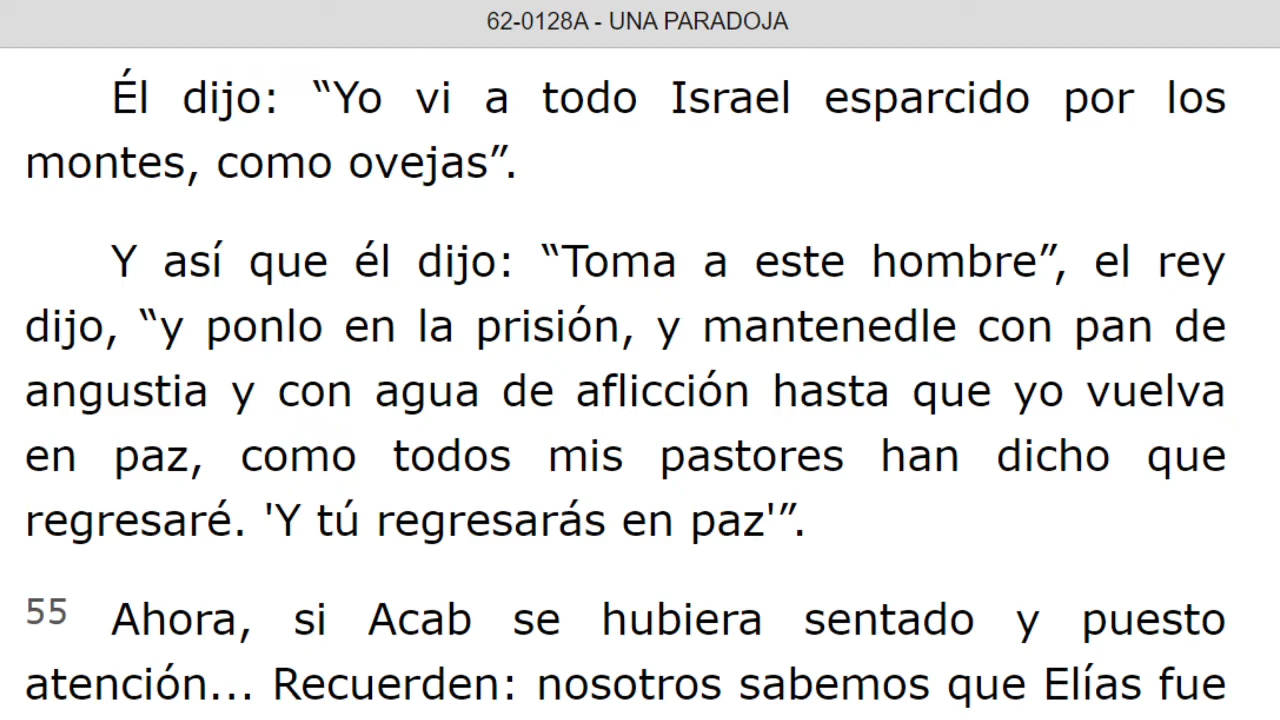 62-0128A - UNA PARADOJA
Él dijo: “Yo vi a todo Israel esparcido por los
montes, como ovejas”.
Y así que él dijo: “Toma a este hombre”, el rey
dijo, “y ponlo en la prisión, y mantenedle con pan de
angustia y con agua de aflicción hasta que yo vuelva
en paz, como todos mis pastores han dicho que
regresaré. 'Y tú regresarás en paz'”.
55 Ahora, si Acab se hubiera sentado y puesto
atención... Recuerden: nosotros sabemos que Elías fue